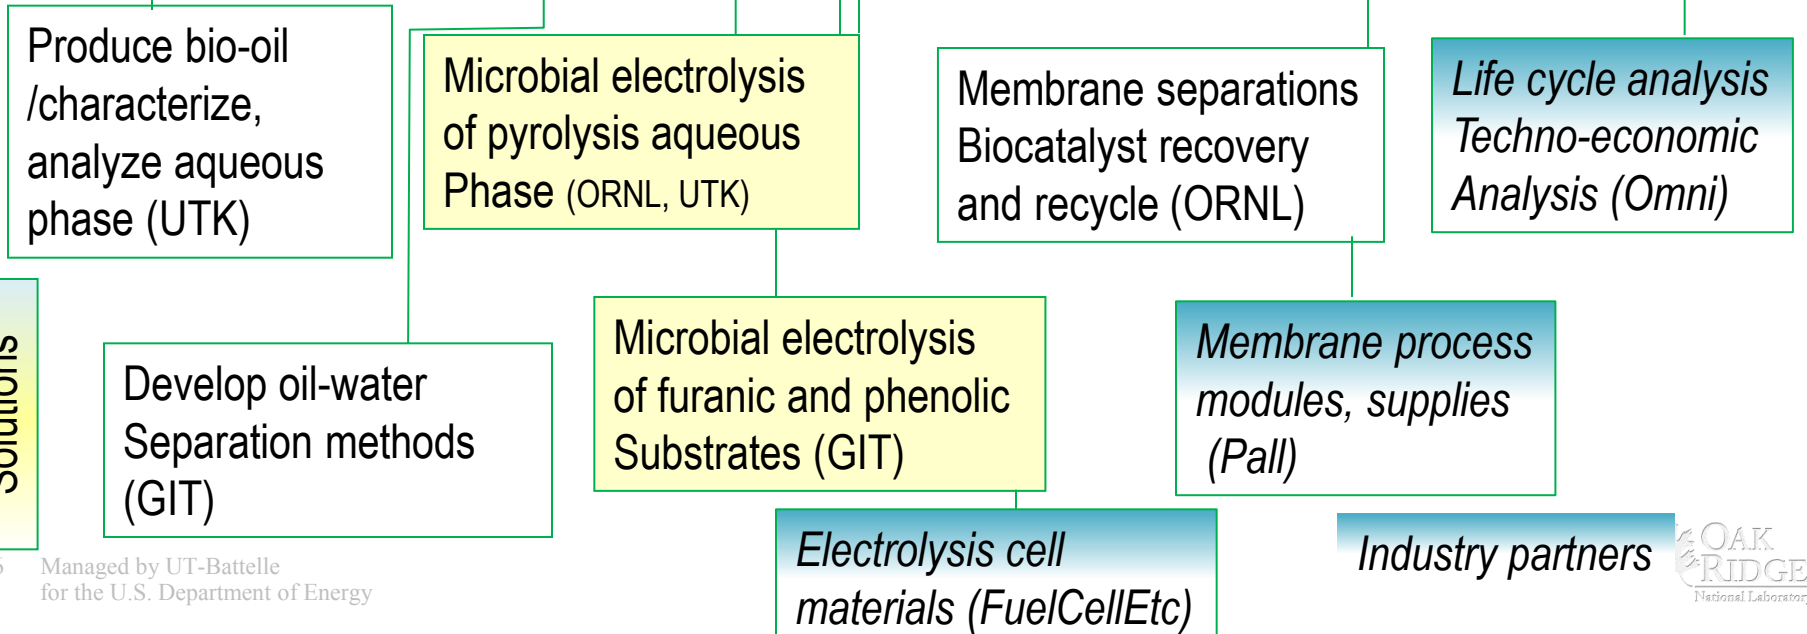 Produce bio-oil
/characterize,
analyze aqueous
phase (UTK)
Microbial electrolysis
of pyrolysis aqueous
Phase (ORNL, UTK)
Membrane separations
Biocatalyst recovery
and recycle (ORNL)
Life cycle analysis
Techno-economic
Analysis (Omni)
Solutions
Develop oil-water
Separation methods
(GIT)
Microbial electrolysis
of furanic and phenolic
Substrates (GIT)
Membrane process
modules, supplies
(Pall)
Electrolysis cell
materials (FuelCellEtc)
Industry partners
Managed by UT-Battelle
for the U.S. Department of Energy
OAK
RIDGE
National Laboratory